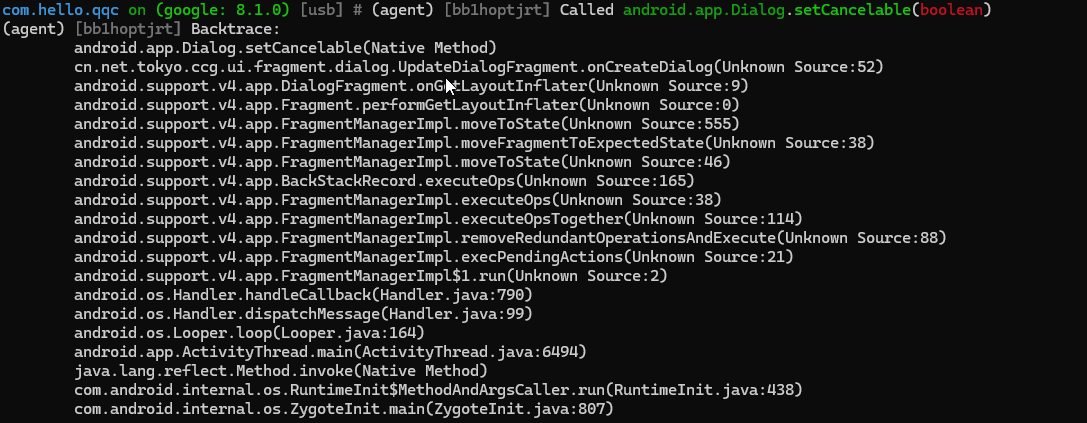 com.hello.qqc on (google: 8.1.0) [usb] # (agent) [bb1hoptjrt] Called android.app.Dialog.setCancelable(boolean)
(agent) [bb1hoptjrt] Backtrace:
android.app.Dialog.setCancelable(Native Method)
cn.net.tokyo.ccg.ui.fragment.dialog.UpdateDialogFragment.onCreateDialog(Unknown Source:52)
android.support.v4.app.DialogFragment.onGetLayoutInflater(Unknown Source:9)
android.support.v4.app.Fragment.performGetLayoutInflater(Unknown Source:0)
android.support.v4.app.FragmentManagerImpl.moveToState(Unknown Source:555)
android.support.v4.app.FragmentManagerImpl.moveFragmentToExpectedState(Unknown Source:38)
android.support.v4.app.FragmentManagerImpl.moveToState(Unknown Source:46)
android.support.v4.app.BackStackRecord.executeOps(Unknown Source:165)
android.support.v4.app.FragmentManagerImpl.executeOps(Unknown Source:38)
android.support.v4.app.FragmentManagerImpl.executeOpsTogether(Unknown Source:114)
android.support.v4.app.FragmentManagerImpl.removeRedundantOperationsAndExecute(Unknown Source:88)
android.support.v4.app.FragmentManagerImpl.execPendingActions(Unknown Source:21)
android.support.v4.app.FragmentManagerImpl$1.run(Unknown Source:2)
android.os.Handler.handleCallback(Handler.java:790)
android.os.Handler.dispatchMessage(Handler.java:99)
android.os.Looper.loop(Looper.java:164)
android.app.ActivityThread.main(ActivityThread.java:6494)
java.lang.reflect.Method.invoke(Native Method)
com.android.internal.os.RuntimeInit$MethodAndArgsCaller.run(RuntimeInit.java:438)
com.android.internal.os.ZygoteInit.main(ZygoteInit.java:807)